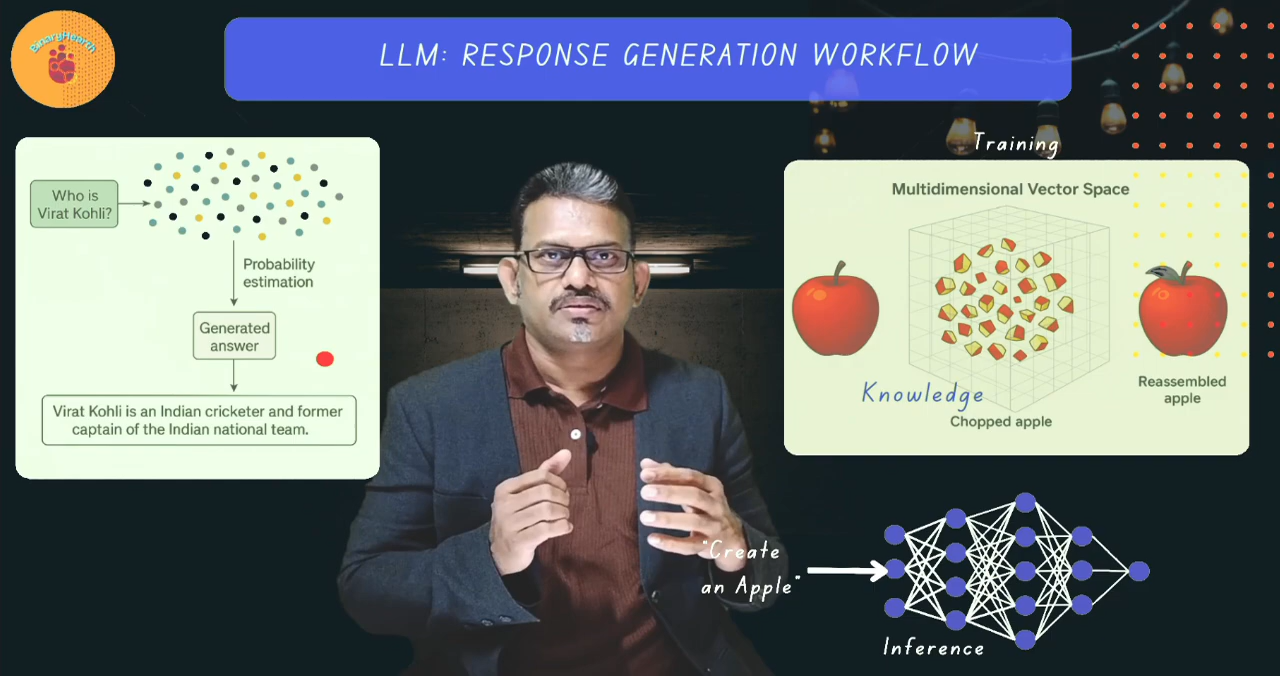 BinaryHearth
LLM: RESPONSE GENERATION WORKFLOW
Who is
Virat Kohli?
Probability
estimation
Generated
answer
Virat Kohli is an Indian cricketer and former
captain of the Indian national team.
Training
Multidimensional Vector Space
Knowledge
Chopped apple
Reassembled
apple
"Create
an Apple"
Inference